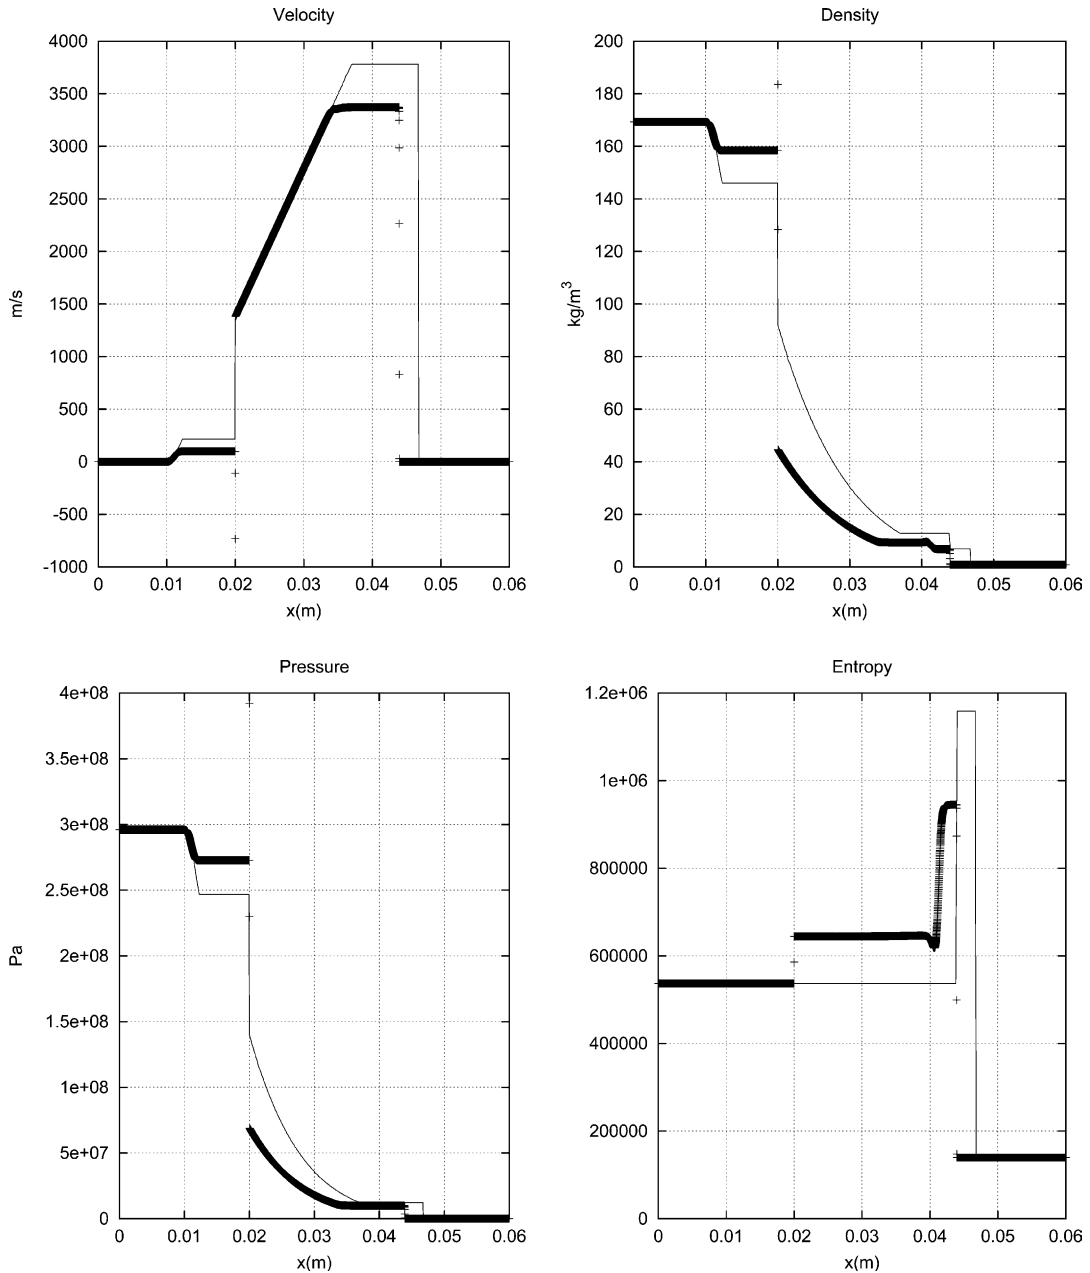 Velocity
4000
3500
3000
2500
2000
1500
1000
500
0
-500
-1000
m/s
0 0.01 0.02 0.03 0.04 0.05 0.06
x(m)
Density
200
180
160
140
120
100
80
60
40
20
0
kg/m³
0 0.01 0.02 0.03 0.04 0.05 0.06
x(m)
Pressure
4e+08
3.5e+08
3e+08
2.5e+08
2e+08
1.5e+08
1e+08
5e+07
0
Pa
0 0.01 0.02 0.03 0.04 0.05 0.06
x(m)
Entropy
1.2e+06
1e+06
800000
600000
400000
200000
0
0 0.01 0.02 0.03 0.04 0.05 0.06
x(m)